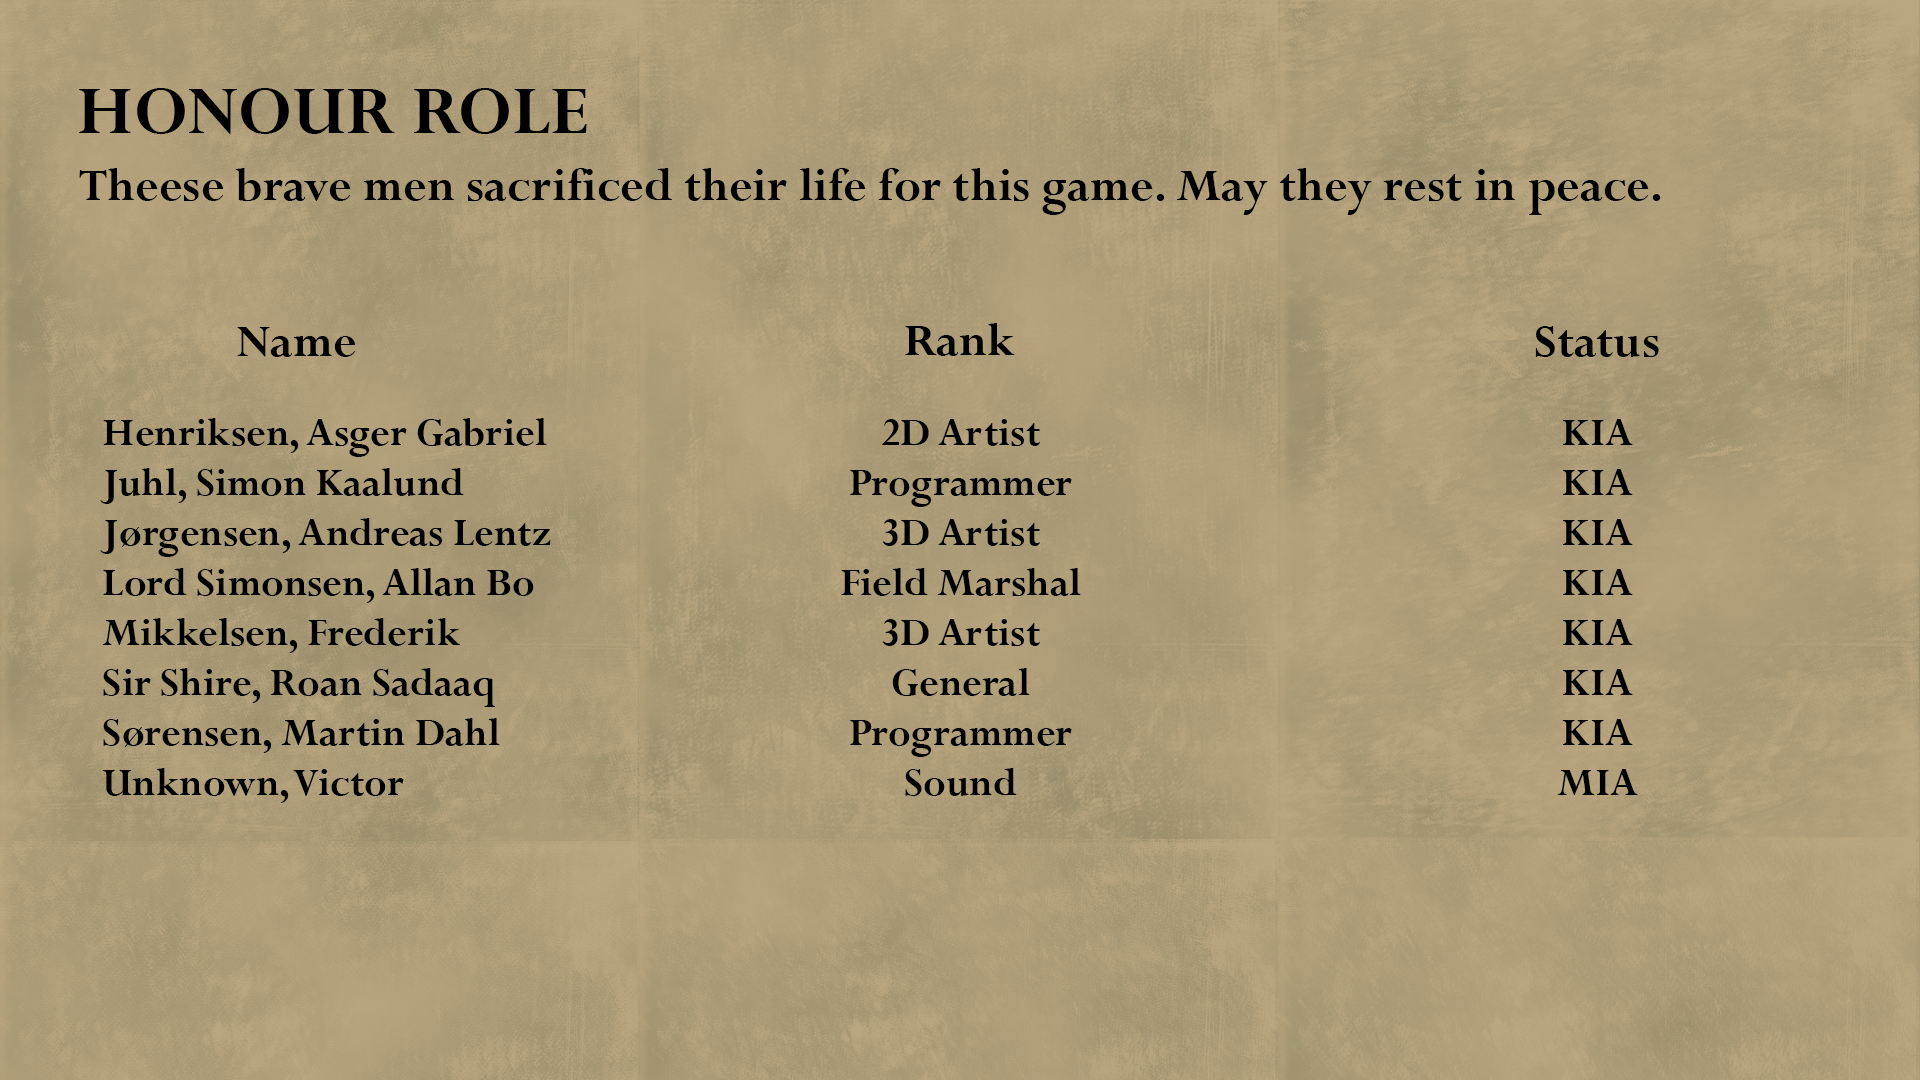 HONOUR ROLE
Theese brave men sacrificed their life for this game. May they rest in peace.
Name Rank Status
Henriksen, Asger Gabriel 2D Artist KIA
Juhl, Simon Kaalund Programmer KIA
Jørgensen, Andreas Lentz 3D Artist KIA
Lord Simonsen, Allan Bo Field Marshal KIA
Mikkelsen, Frederik 3D Artist KIA
Sir Shire, Roan Sadaaq General KIA
Sørensen, Martin Dahl Programmer KIA
Unknown, Victor Sound MIA